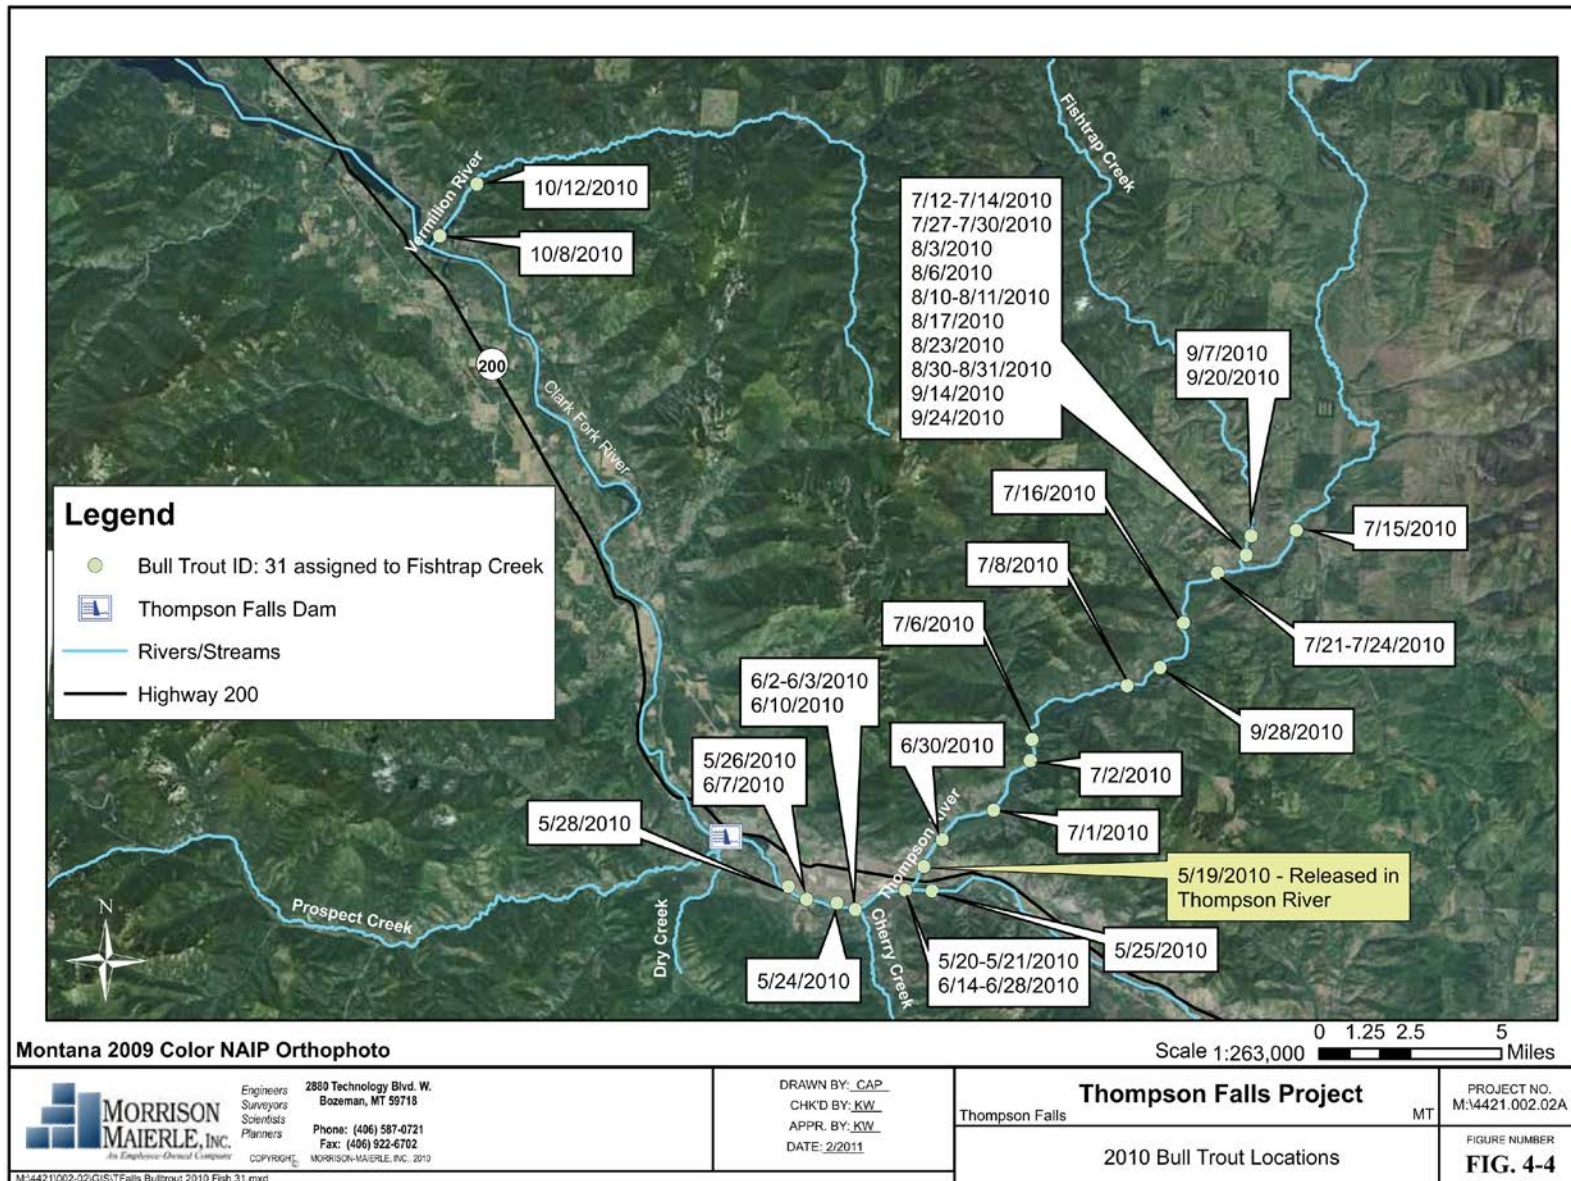 Fishtrap Creek
Vermilion River
10/12/2010
10/8/2010
7/12-7/14/2010
7/27-7/30/2010
8/3/2010
8/6/2010
8/10-8/11/2010
8/17/2010
8/23/2010
8/30-8/31/2010
9/14/2010
9/24/2010
9/7/2010
9/20/2010
200
Clark Fork River
7/16/2010
7/15/2010
Legend
Bull Trout ID: 31 assigned to Fishtrap Creek
Thompson Falls Dam
Rivers/Streams
Highway 200
7/8/2010
7/6/2010
7/21-7/24/2010
6/2-6/3/2010
6/10/2010
9/28/2010
6/30/2010
5/26/2010
6/7/2010
7/2/2010
5/28/2010
7/1/2010
Thompson River
5/19/2010 - Released in
Thompson River
Prospect Creek
Dry Creek
Cherry Creek
N
5/24/2010
5/20-5/21/2010
6/14-6/28/2010
5/25/2010
Montana 2009 Color NAIP Orthophoto
Scale 1:263,000
0 1.25 2.5 5
Miles
MORRISON
MAIERLE, INC.
An Employee-Owned Company
Engineers
Surveyors
Scientists
Planners
2880 Technology Blvd. W.
Bozeman, MT 59718
Phone: (406) 587-0721
Fax: (406) 922-6702
COPYRIGHT © MORRISON-MAIERLE, INC., 2010
DRAWN BY: CAP
CHK'D BY: KW
APPR. BY: KW
DATE: 2/2011
Thompson Falls Project
Thompson Falls MT
2010 Bull Trout Locations
PROJECT NO.
M:\4421.002.02A
FIGURE NUMBER
FIG. 4-4
M:\4421\002-02\GIS\TFalls Bulltrout 2010 Fish 31.mxd